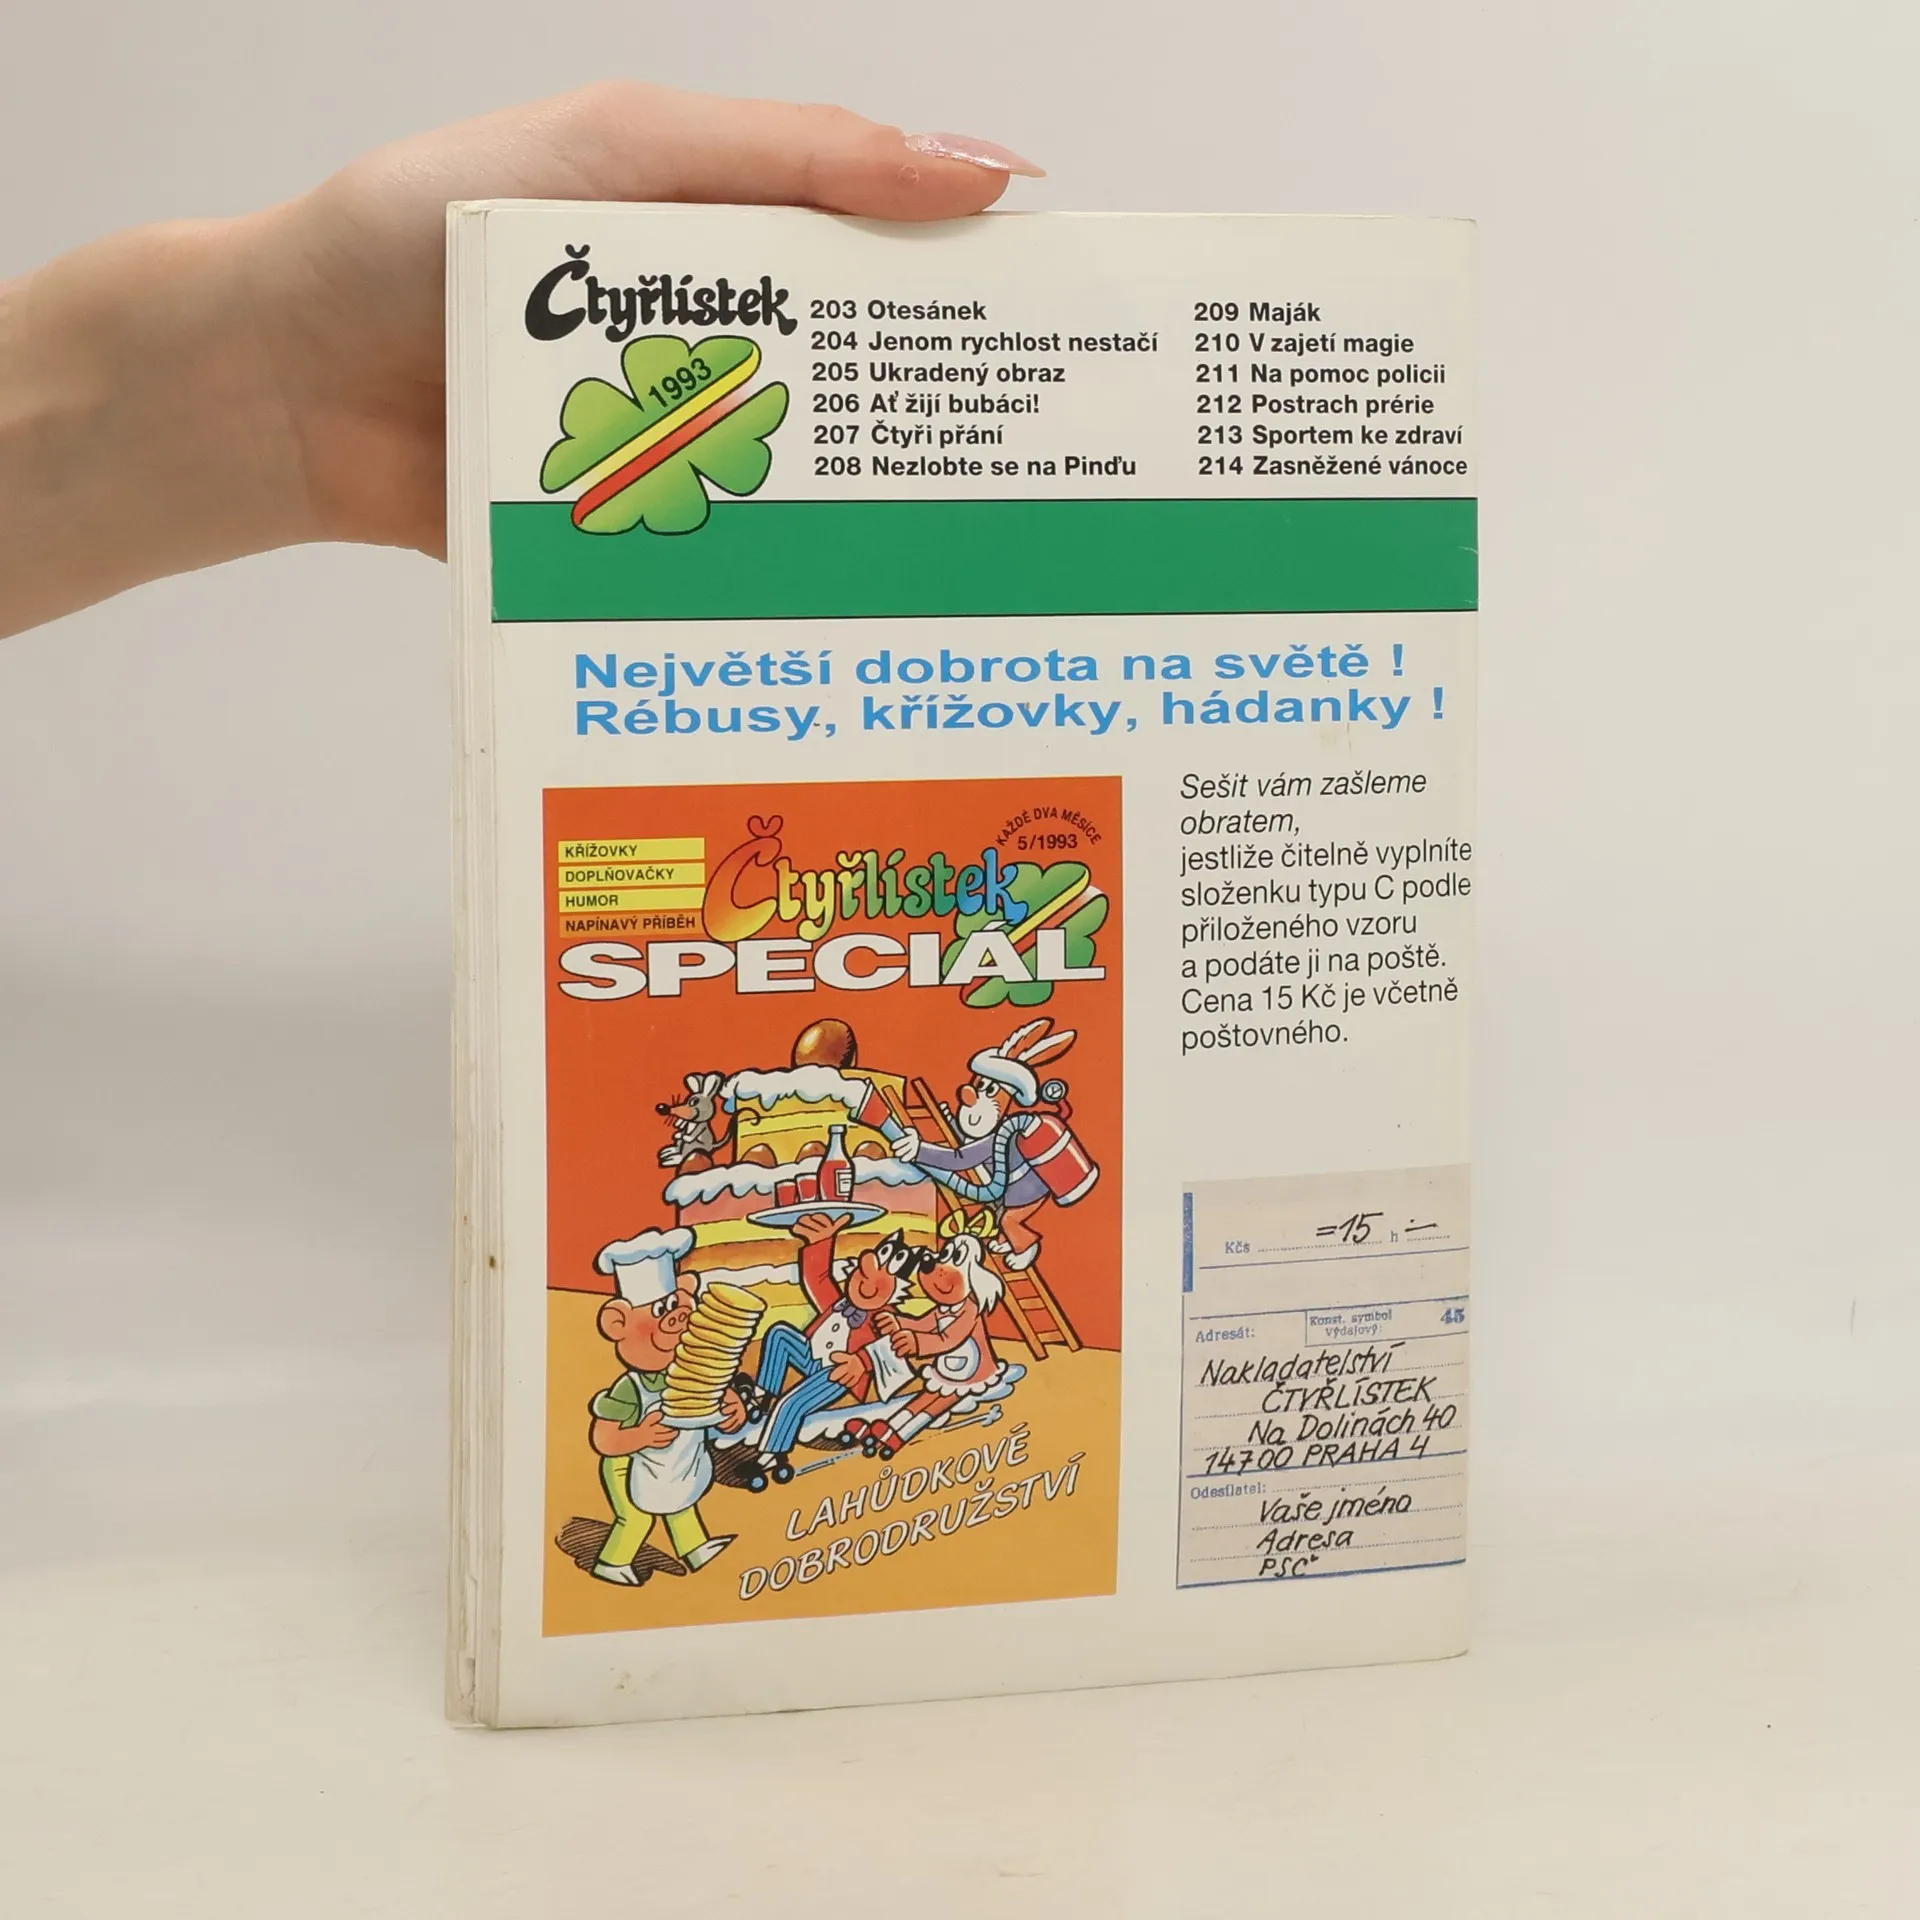 Čtyřlístek
1993
203 Otesánek
204 Jenom rychlost nestačí
205 Ukradený obraz
206 Ať žijí bubáci!
207 Čtyři přání
208 Nezlobte se na Pinďu
209 Maják
210 V zajetí magie
211 Na pomoc policii
212 Postrach prérie
213 Sportem ke zdraví
214 Zasněžené vánoce
Největší dobrota na světě !
Rébusy, křížovky, hádanky !
KŘÍŽOVKY
DOPLŇOVAČKY
HUMOR
NAPÍNAVÝ PŘÍBĚH
KAŽDÉ DVA MĚSÍCE
5/1993
Čtyřlístek
SPECIÁL
LAHŮDKOVÉ
DOBRODRUŽSTVÍ
Sešit vám zašleme
obratem,
jestliže čitelně vyplníte
složenku typu C podle
přiloženého vzoru
a podáte ji na poště.
Cena 15 Kč je včetně
poštovného.
Kčs =15 h ÷
Adresát:
Konst. symbol 45
Výdajový:
Nakladatelství
ČTYŘLÍSTEK
Na Dolinách 40
14700 PRAHA 4
Odesílatel:
Vaše jméno
Adresa
PSČ